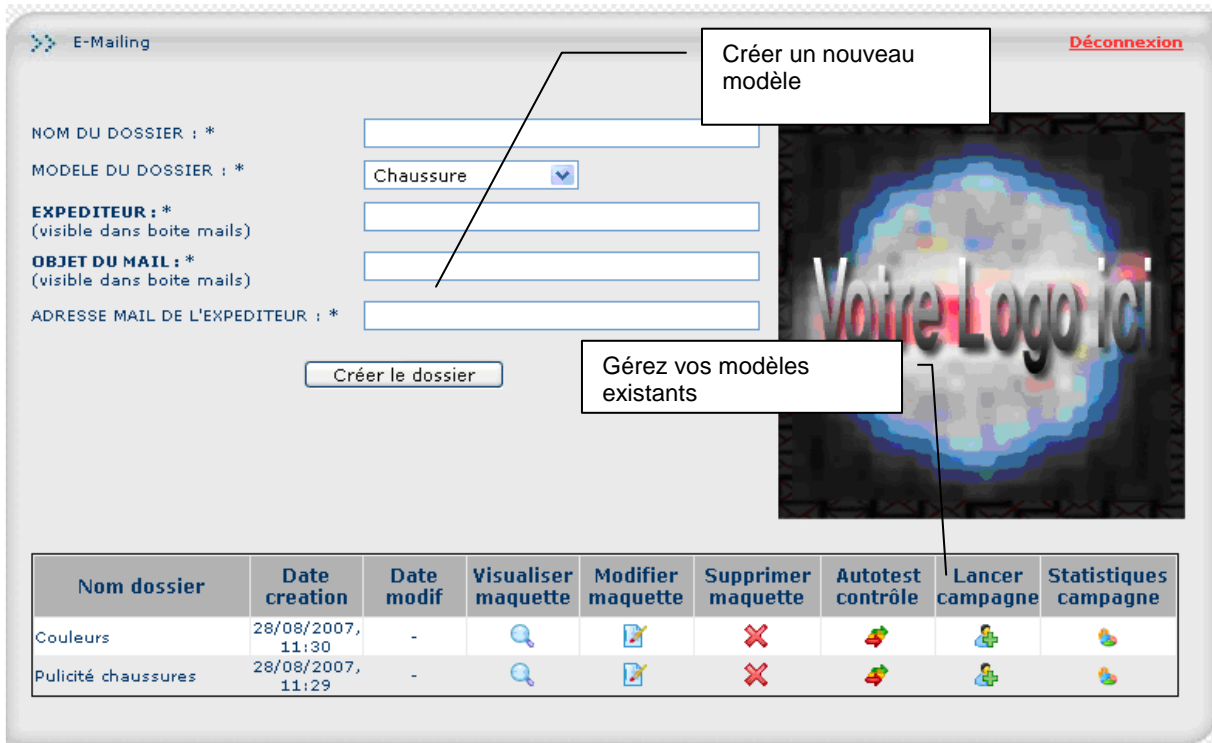 E-Mailing
Déconnexion
Créer un nouveau
modèle
NOM DU DOSSIER : *
MODELE DU DOSSIER : *
Chaussure
EXPEDITEUR : *
(visible dans boite mails)
OBJET DU MAIL : *
(visible dans boite mails)
ADRESSE MAIL DE L'EXPEDITEUR : *
Votre Logo ici
Créer le dossier
Gérez vos modèles
existants
Nom dossier
Date
creation
Date
modif
Visualiser
maquette
Modifier
maquette
Supprimer
maquette
Autotest
contrôle
Lancer
campagne
Statistiques
campagne
Couleurs
28/08/2007,
11:30
-
Pulicité chaussures
28/08/2007,
11:29
-